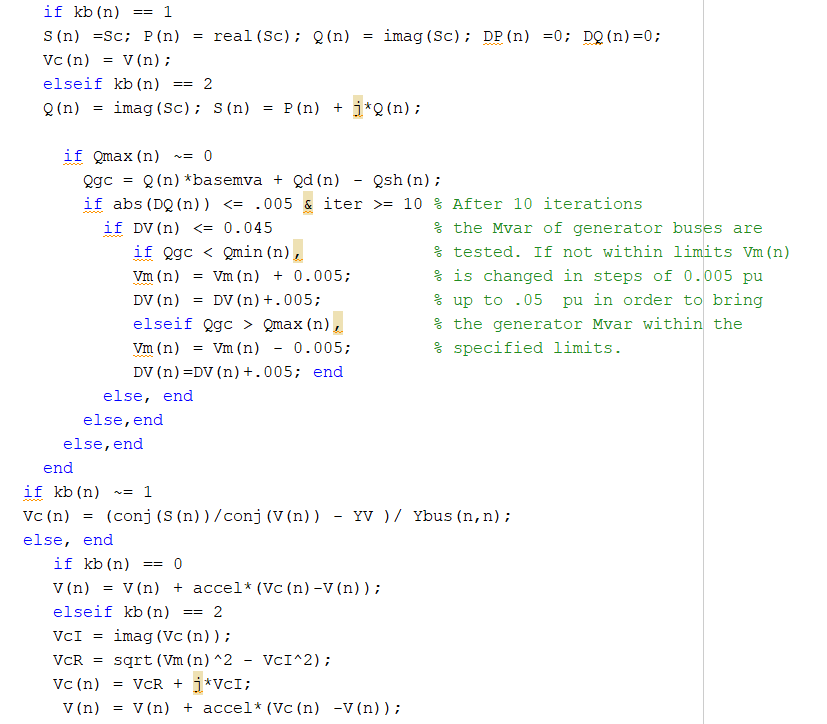 if kb(n) == 1
S(n) =Sc; P(n) = real(Sc); Q(n) = imag(Sc); DP(n) =0; DQ(n)=0;
Vc(n) = V(n);
elseif kb(n) == 2
Q(n) = imag(Sc); S(n) = P(n) + j*Q(n);
if Qmax(n) ~= 0
Qgc = Q(n)*basemva + Qd(n) - Qsh(n);
if abs(DQ(n)) <= .005 & iter >= 10 % After 10 iterations
if DV(n) <= 0.045 % the Mvar of generator buses are
if Qgc < Qmin(n), % tested. If not within limits Vm(n)
Vm(n) = Vm(n) + 0.005; % is changed in steps of 0.005 pu
DV(n) = DV(n)+.005; % up to .05  pu in order to bring
elseif Qgc > Qmax(n), % the generator Mvar within the
Vm(n) = Vm(n) - 0.005; % specified limits.
DV(n)=DV(n)+.005; end
else, end
else,end
else,end
end
if kb(n) ~= 1
Vc(n) = (conj(S(n))/conj(V(n)) - YV )/ Ybus(n,n);
else, end
if kb(n) == 0
V(n) = V(n) + accel*(Vc(n)-V(n));
elseif kb(n) == 2
VcI = imag(Vc(n));
VcR = sqrt(Vm(n)^2 - VcI^2);
Vc(n) = VcR + j*VcI;
V(n) = V(n) + accel*(Vc(n) -V(n));